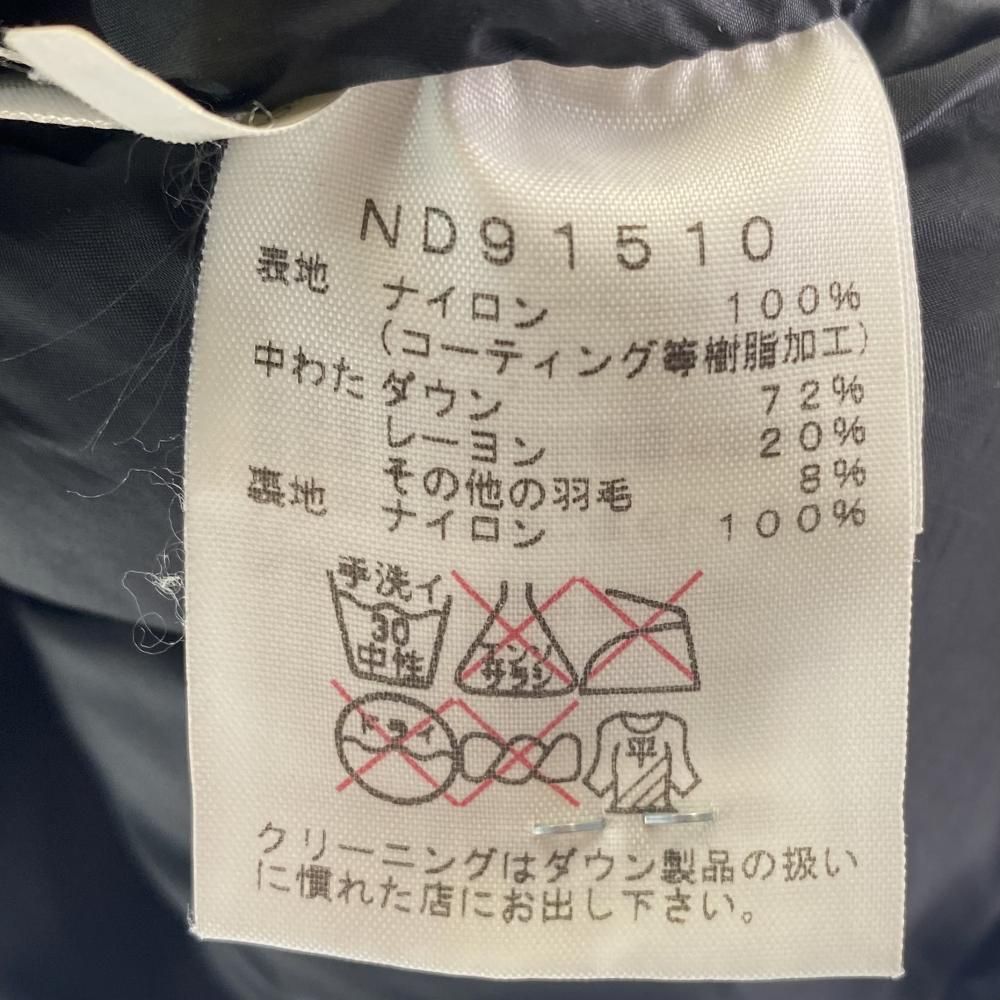 ND91510
表地 ナイロン 100%
(コーティング等樹脂加工)
中わた ダウン 72%
レーヨン 20%
その他の羽毛 8%
裏地 ナイロン 100%
手洗イ
30
中性
エンソ
サラシ
ドライ
平
クリーニングはダウン製品の扱い
に慣れた店にお出し下さい。